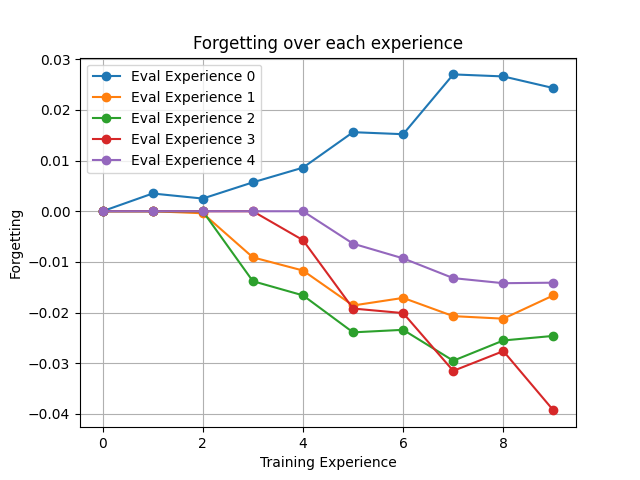 Forgetting over each experience
0.03
0.02
0.01
0.00
−0.01
−0.02
−0.03
−0.04
Forgetting
Eval Experience 0
Eval Experience 1
Eval Experience 2
Eval Experience 3
Eval Experience 4
0 2 4 6 8
Training Experience